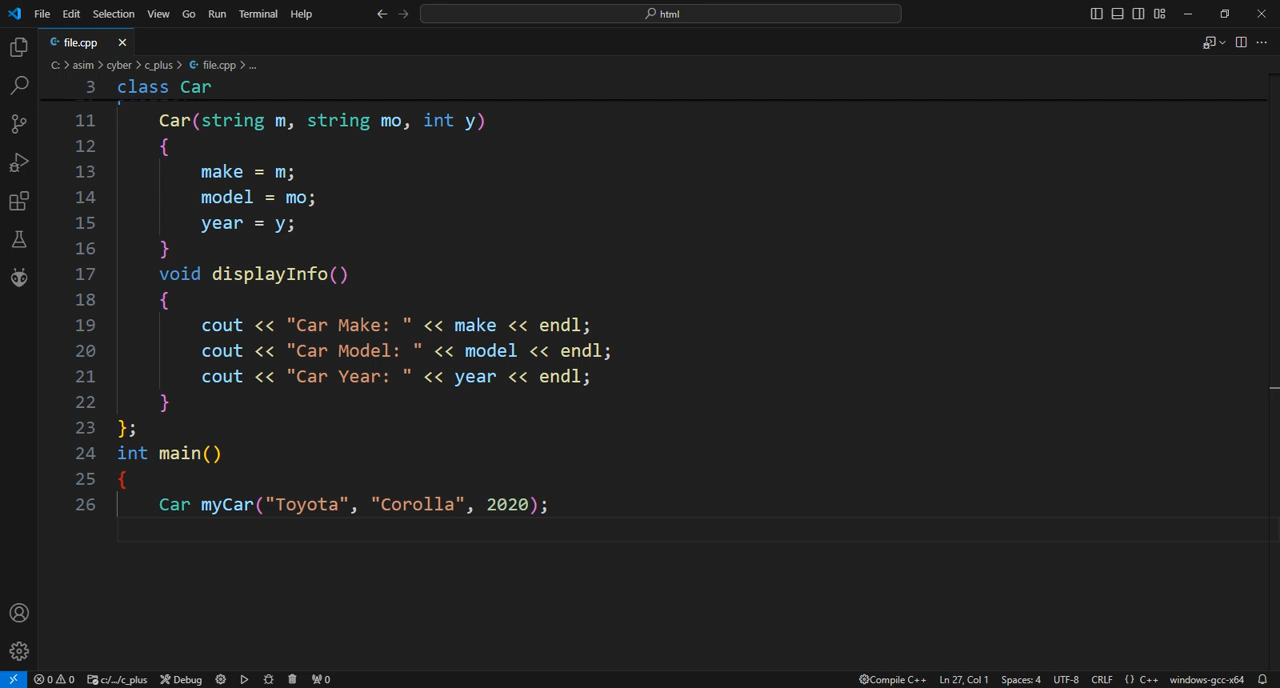 File Edit Selection View Go Run Terminal Help html
file.cpp
C: > asim > cyber > c_plus > file.cpp > ...
3 class Car
11 Car(string m, string mo, int y)
12 {
13 make = m;
14 model = mo;
15 year = y;
16 }
17 void displayInfo()
18 {
19 cout << "Car Make: " << make << endl;
20 cout << "Car Model: " << model << endl;
21 cout << "Car Year: " << year << endl;
22 }
23 };
24 int main()
25 {
26 Car myCar("Toyota", "Corolla", 2020);
0 0 c:/.../c_plus Debug 0 Compile C++ Ln 27, Col 1 Spaces: 4 UTF-8 CRLF {} C++ windows-gcc-x64